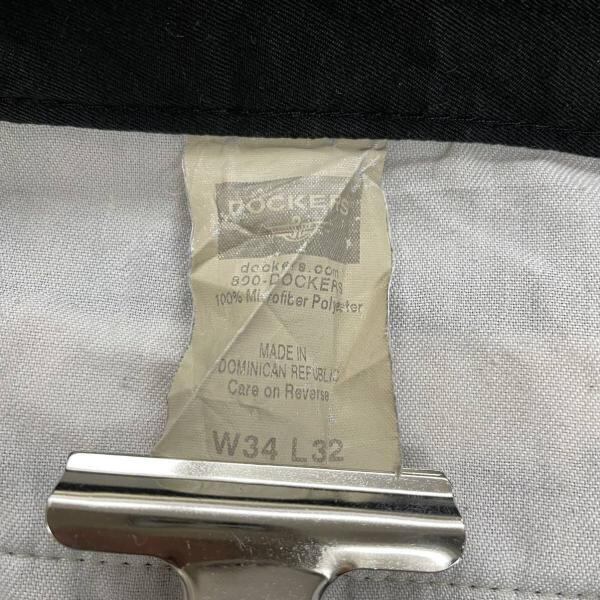 DOCKERS
dockers.com
800-DOCKERS
100% Microfiber Polyester
MADE IN
DOMINICAN REPUBLIC
Care on Reverse
W34 L32